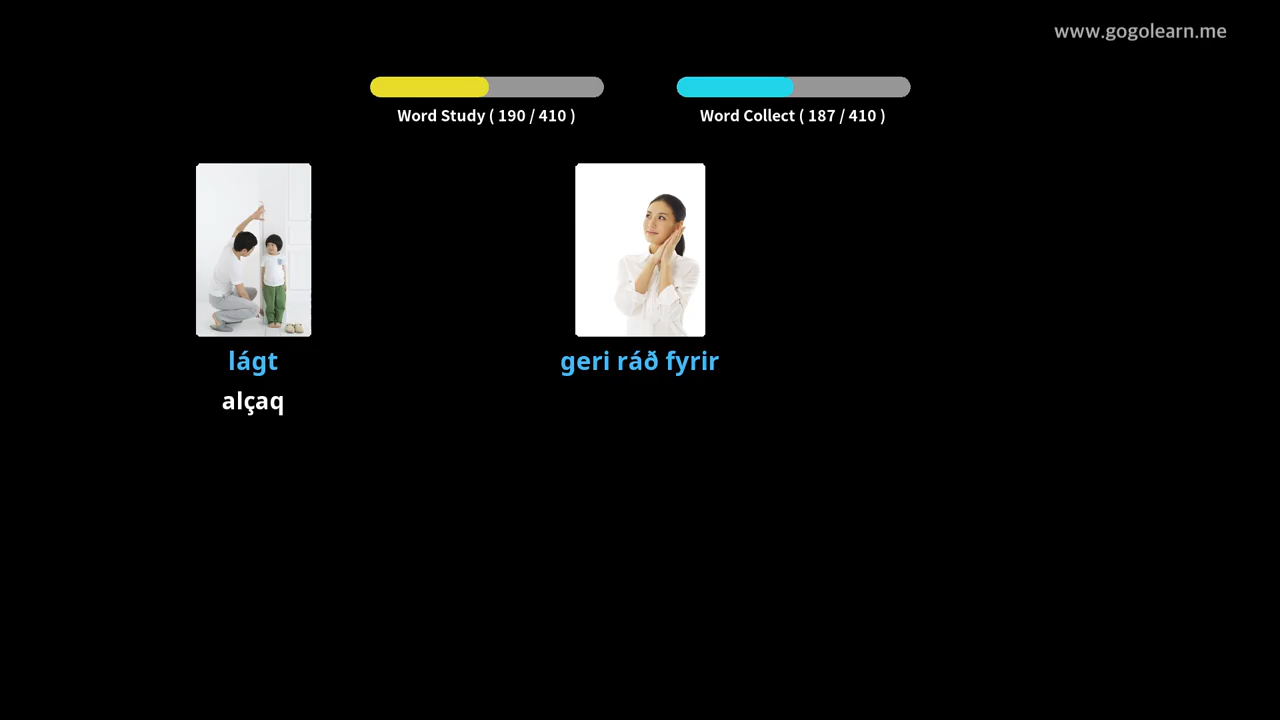 www.gogolearn.me
Word Study ( 190 / 410 )
Word Collect ( 187 / 410 )
lágt
geri ráð fyrir
alçaq